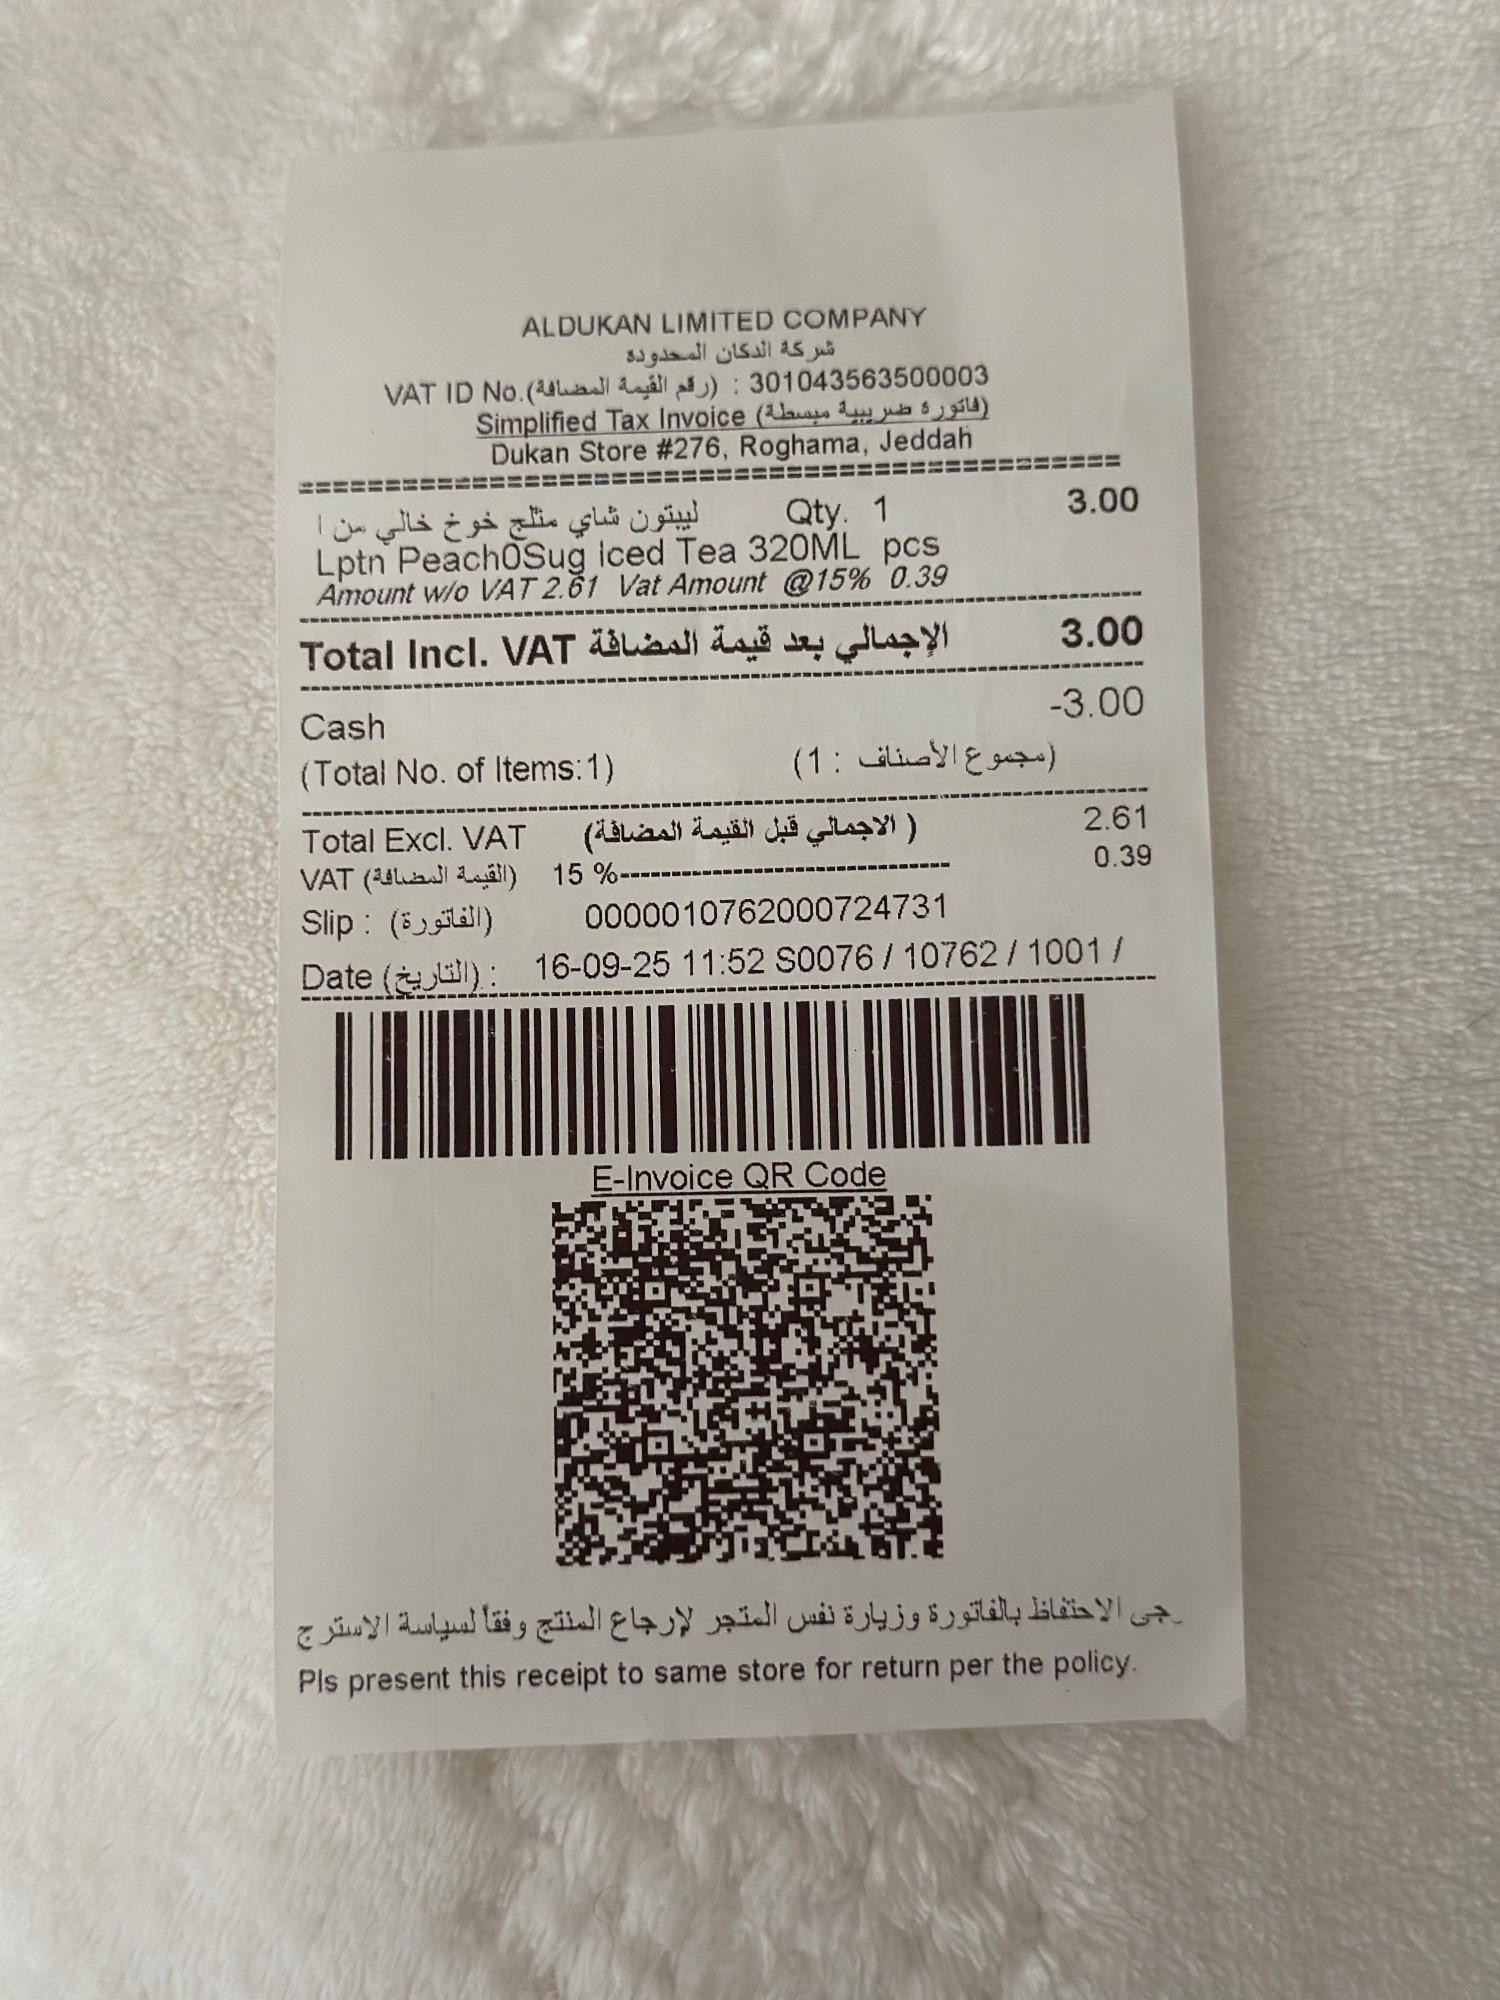 ALDUKAN LIMITED COMPANY
شركة الدكان المحدوده
VAT ID No.(رقم القيمة المضافة) : 301043563500003
Simplified Tax Invoice (فاتورة ضريبية مبسطة)
Dukan Store #276, Roghama, Jeddah
ليبتون شاي مثلج خوخ خالي من ا Qty. 1 3.00
Lptn Peach0Sug Iced Tea 320ML pcs
Amount w/o VAT 2.61 Vat Amount @15% 0.39
Total Incl. VAT الإجمالي بعد قيمة المضافة 3.00
Cash -3.00
(Total No. of Items:1) (مجموع الأصناف : 1)
Total Excl. VAT (الاجمالي قبل القيمة المضافة ) 2.61
VAT (القيمة المضافة) 15 %------------------------------ 0.39
Slip : (الفاتورة) 0000010762000724731
Date (التاريخ) : 16-09-25 11:52 S0076 / 10762 / 1001 /
E-Invoice QR Code
رجى الاحتفاظ بالفاتورة وزيارة نفس المتجر لإرجاع المنتج وفقاً لسياسة الاسترج
Pls present this receipt to same store for return per the policy.